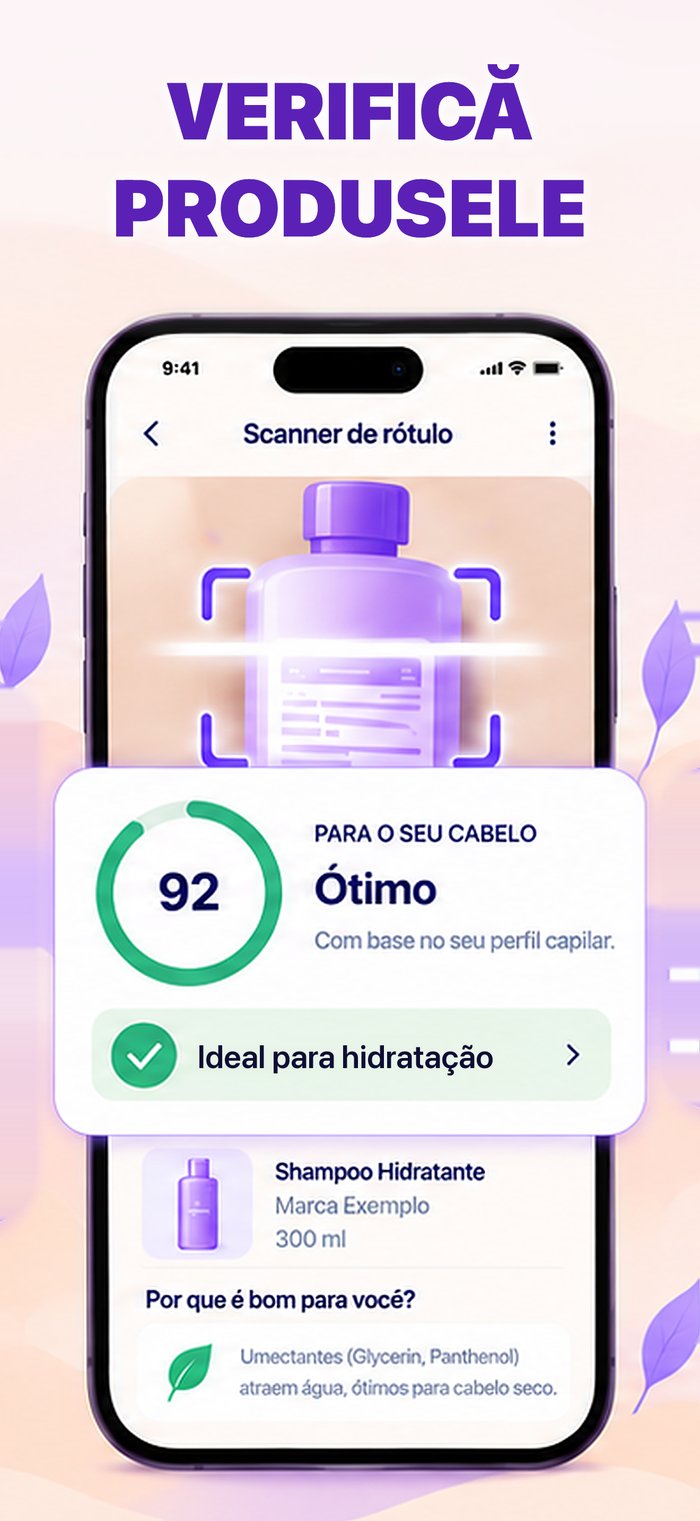 VERIFICĂ
PRODUSELE
9:41
Scanner de rótulo
92
PARA O SEU CABELO
Ótimo
Com base no seu perfil capilar.
Ideal para hidratação
Shampoo Hidratante
Marca Exemplo
300 ml
Por que é bom para você?
Umectantes (Glycerin, Panthenol)
atraem água, ótimos para cabelo seco.